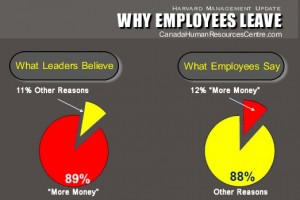 Harvard Management Update
WHY EMPLOYEES LEAVE
CanadaHumanResourcesCentre.com
What Leaders Believe
What Employees Say
11% Other Reasons
89%
"More Money"
12% "More Money"
88%
Other Reasons